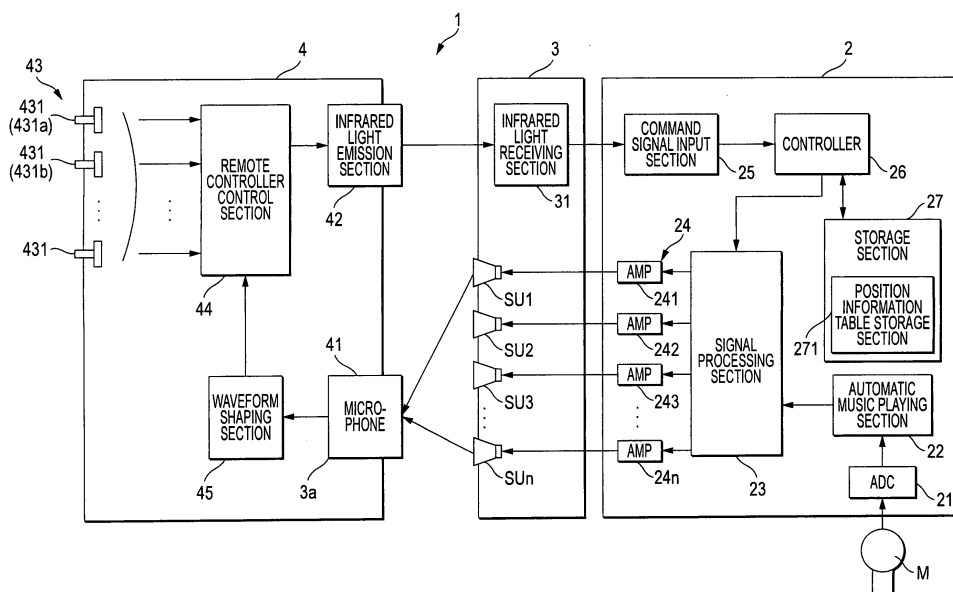 1
4
3
2
43
431
(431a)
431
(431b)
431
REMOTE
CONTROLLER
CONTROL
SECTION
44
INFRARED
LIGHT
EMISSION
SECTION
42
INFRARED
LIGHT
RECEIVING
SECTION
31
COMMAND
SIGNAL INPUT
SECTION
25
CONTROLLER
26
27
STORAGE
SECTION
POSITION
INFORMATION
TABLE STORAGE
SECTION
271
24
AMP
241
AMP
242
AMP
243
AMP
24n
SU1
SU2
SU3
SUn
SIGNAL
PROCESSING
SECTION
23
AUTOMATIC
MUSIC PLAYING
SECTION
22
ADC
21
M
41
MICRO-
PHONE
3a
WAVEFORM
SHAPING
SECTION
45